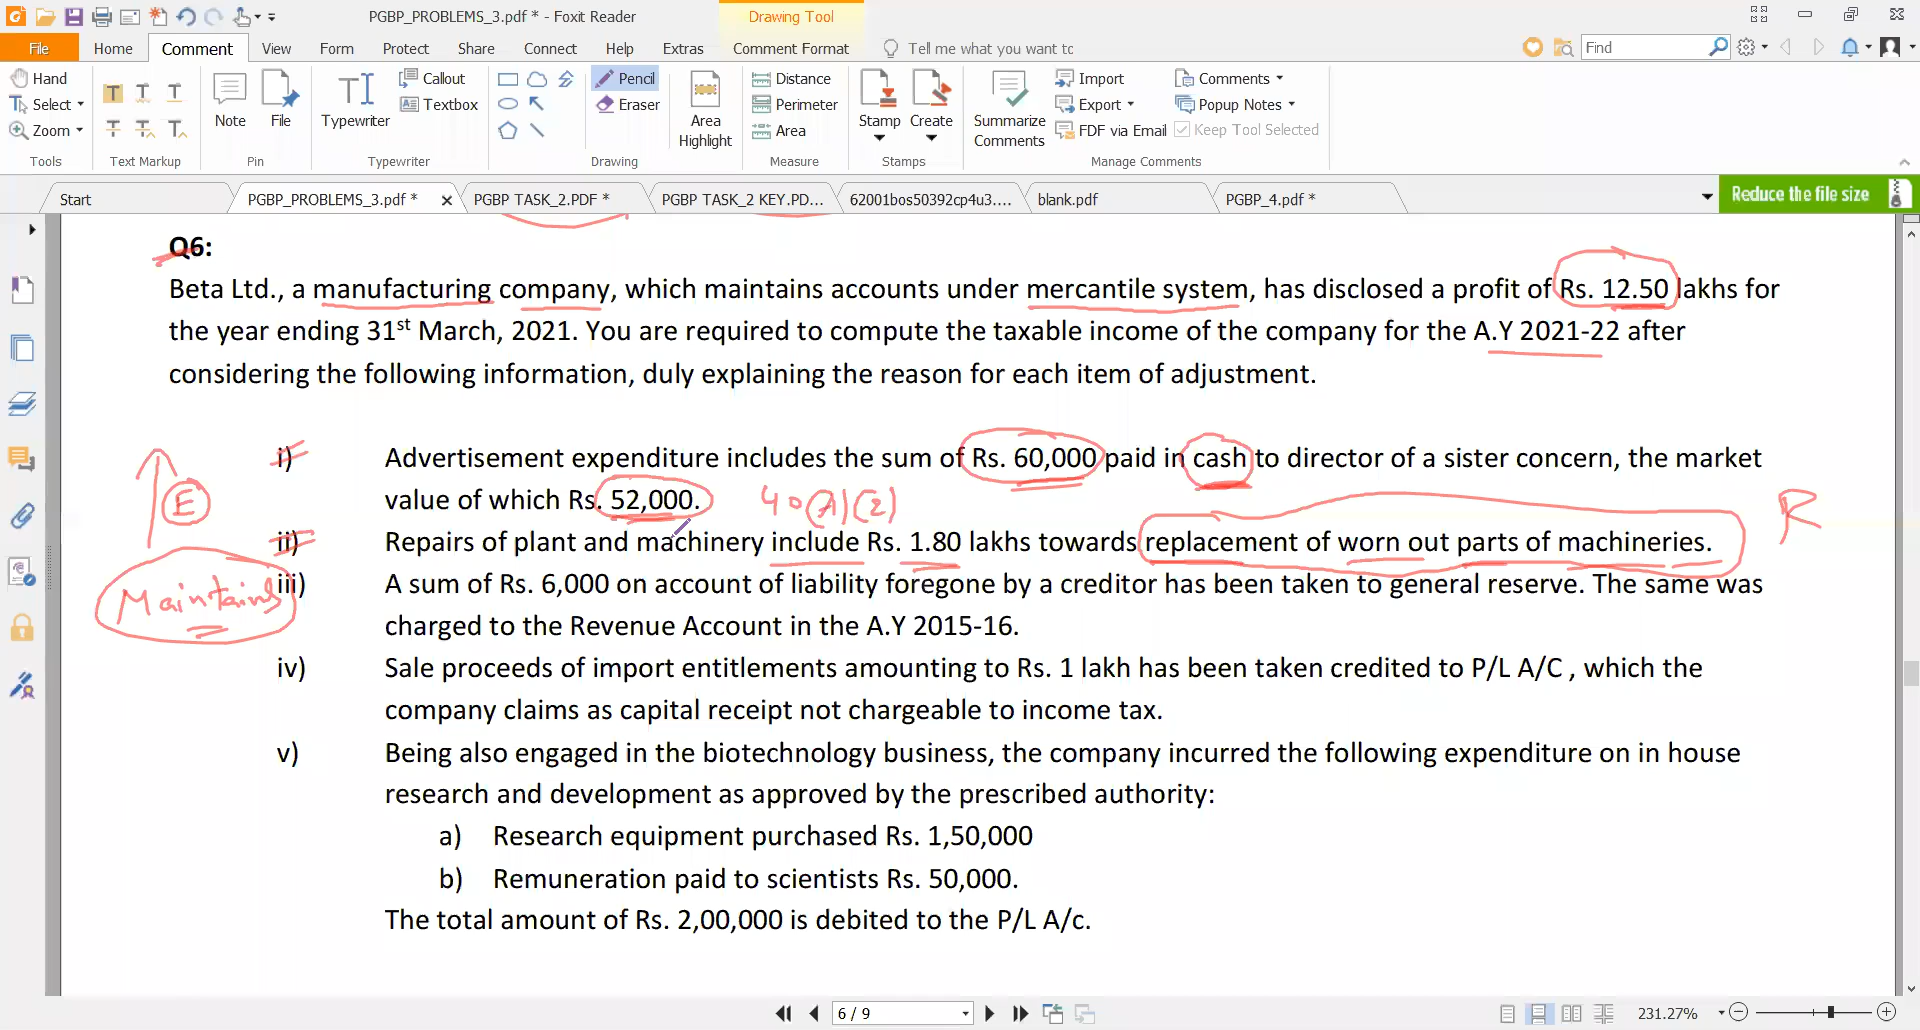 PGBP_PROBLEMS_3.pdf * - Foxit Reader
Drawing Tool
File Home Comment View Form Protect Share Connect Help Extras Comment Format Tell me what you want to Find
Hand
Select
Zoom
Tools
Text Markup
Note
File
Pin
Typewriter
Callout
Textbox
Typewriter
Pencil
Eraser
Area Highlight
Drawing
Distance
Perimeter
Area
Measure
Stamp
Create
Stamps
Summarize Comments
Import
Export
FDF via Email
Comments
Popup Notes
Keep Tool Selected
Manage Comments
Start PGBP_PROBLEMS_3.pdf * PGBP TASK_2.PDF * PGBP TASK_2 KEY.PD... 62001bos50392cp4u3.... blank.pdf PGBP_4.pdf * Reduce the file size
Q6:
Beta Ltd., a manufacturing company, which maintains accounts under mercantile system, has disclosed a profit of Rs. 12.50 lakhs for
the year ending 31st March, 2021. You are required to compute the taxable income of the company for the A.Y 2021-22 after
considering the following information, duly explaining the reason for each item of adjustment.
i) Advertisement expenditure includes the sum of Rs. 60,000 paid in cash to director of a sister concern, the market
value of which Rs. 52,000. 40(A)(2)
E
R
ii) Repairs of plant and machinery include Rs. 1.80 lakhs towards replacement of worn out parts of machineries.
Maintains
iii) A sum of Rs. 6,000 on account of liability foregone by a creditor has been taken to general reserve. The same was
charged to the Revenue Account in the A.Y 2015-16.
iv) Sale proceeds of import entitlements amounting to Rs. 1 lakh has been taken credited to P/L A/C , which the
company claims as capital receipt not chargeable to income tax.
v) Being also engaged in the biotechnology business, the company incurred the following expenditure on in house
research and development as approved by the prescribed authority:
a) Research equipment purchased Rs. 1,50,000
b) Remuneration paid to scientists Rs. 50,000.
The total amount of Rs. 2,00,000 is debited to the P/L A/c.
6 / 9
231.27%